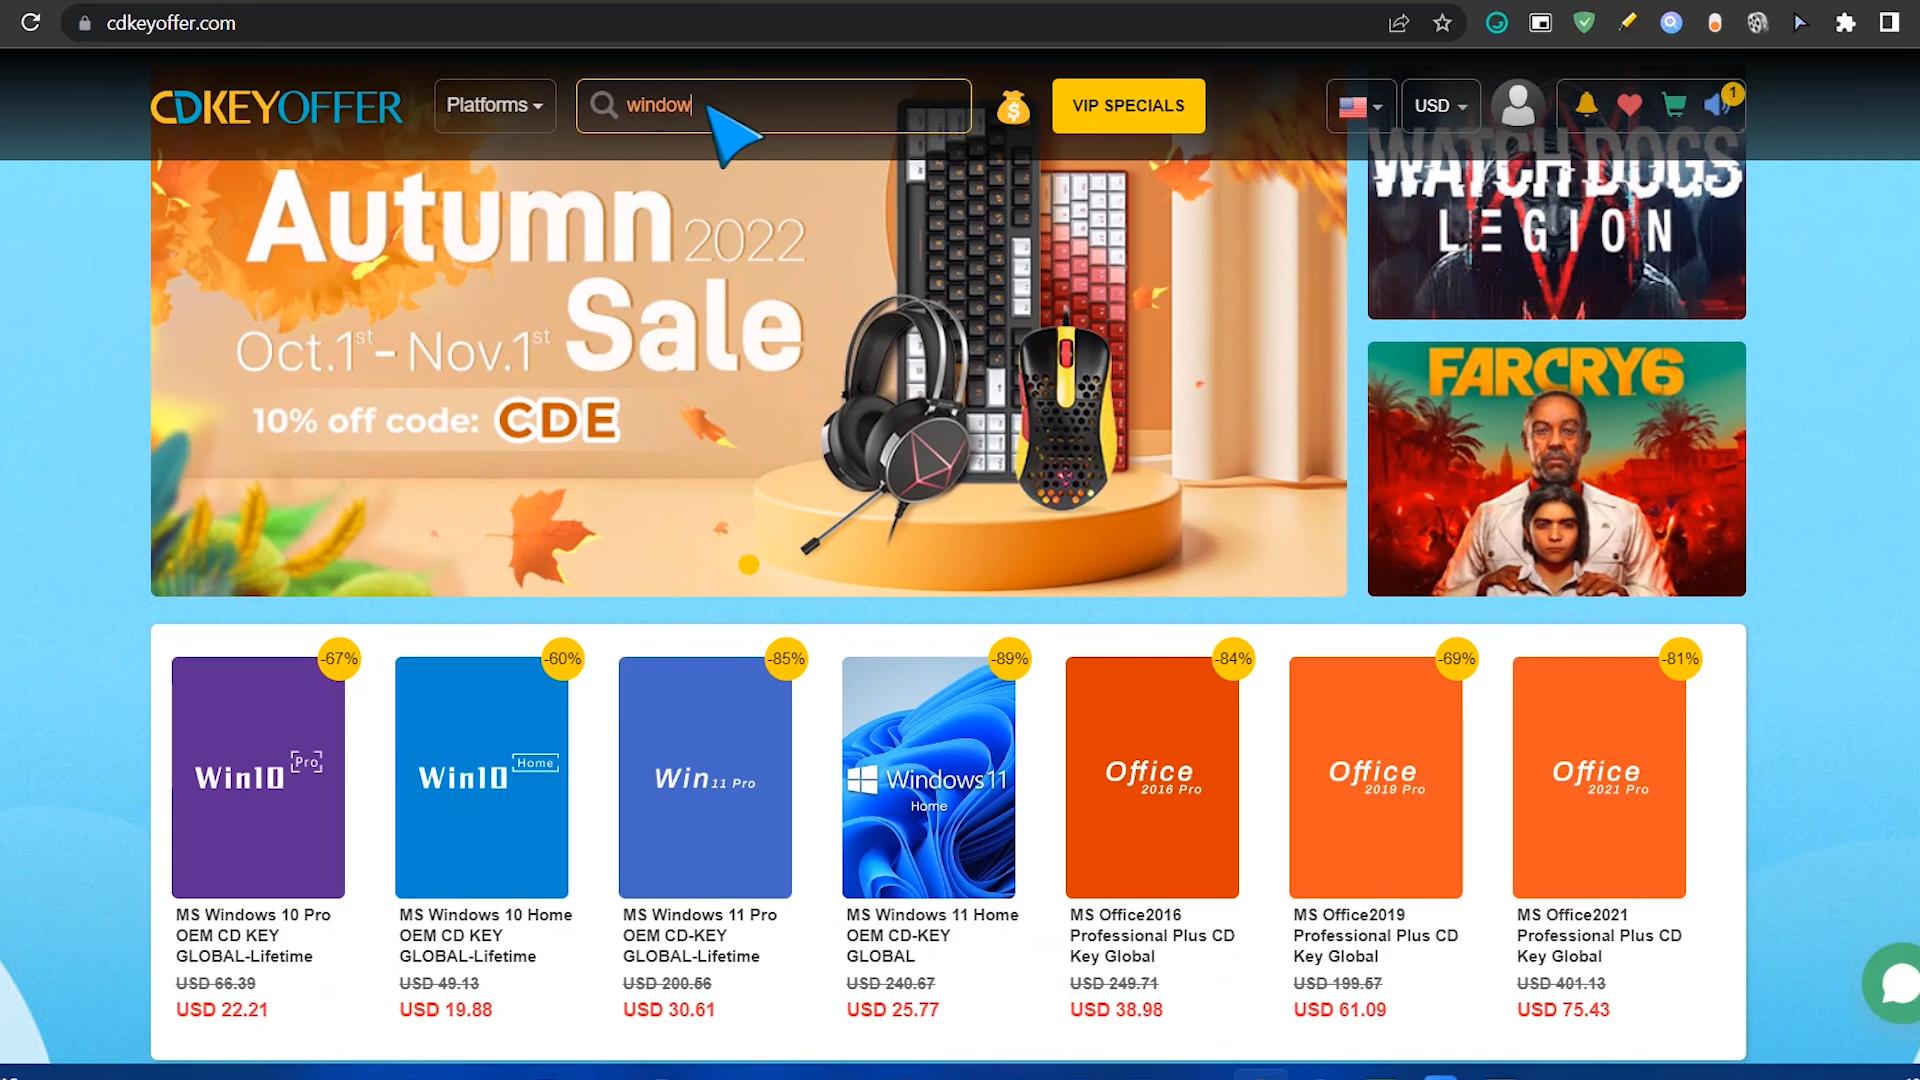 cdkeyoffer.com
CDKEYOFFER
Platforms
window
VIP SPECIALS
USD
1
Autumn 2022
Sale
Oct.1st - Nov.1st
10% off code: CDE
WATCH DOGS
LEGION
FARCRY6
-67%
-60%
-85%
-89%
-84%
-69%
-81%
Win10 Pro
Win10 Home
Win 11 Pro
Windows 11
Home
Office
2016 Pro
Office
2019 Pro
Office
2021 Pro
MS Windows 10 Pro
OEM CD KEY
GLOBAL-Lifetime
USD 66.39
USD 22.21
MS Windows 10 Home
OEM CD KEY
GLOBAL-Lifetime
USD 49.13
USD 19.88
MS Windows 11 Pro
OEM CD-KEY
GLOBAL-Lifetime
USD 200.56
USD 30.61
MS Windows 11 Home
OEM CD-KEY
GLOBAL
USD 240.67
USD 25.77
MS Office2016
Professional Plus CD
Key Global
USD 249.71
USD 38.98
MS Office2019
Professional Plus CD
Key Global
USD 199.57
USD 61.09
MS Office2021
Professional Plus CD
Key Global
USD 401.13
USD 75.43